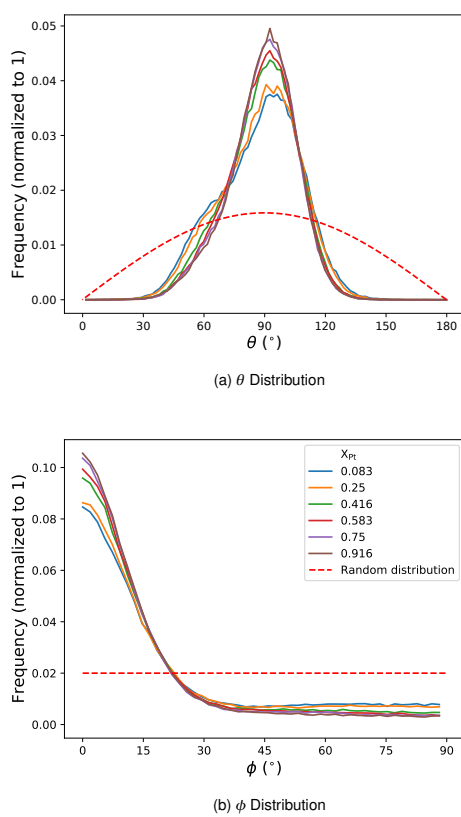 0.05
0.04
0.03
0.02
0.01
0.00
Frequency (normalized to 1)
0 30 60 90 120 150 180
θ (°)
(a) θ Distribution
0.10
0.08
0.06
0.04
0.02
0.00
Frequency (normalized to 1)
X_Pt
0.083
0.25
0.416
0.583
0.75
0.916
Random distribution
0 15 30 45 60 75 90
ϕ (°)
(b) ϕ Distribution